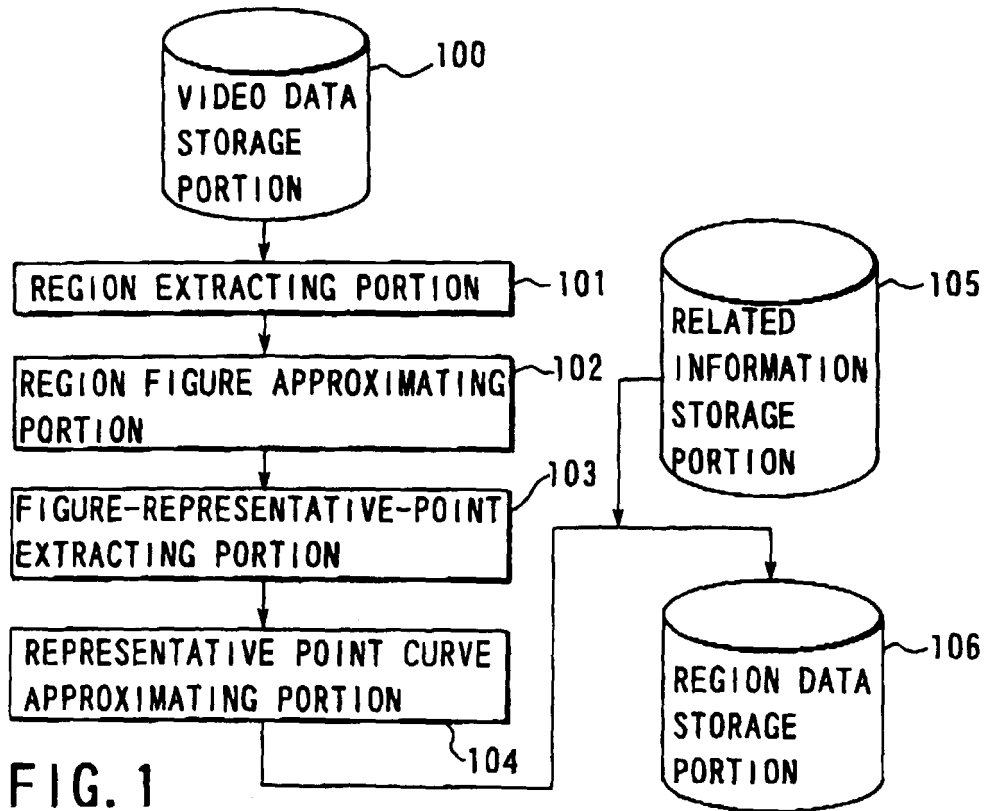 100
VIDEO DATA
STORAGE
PORTION
REGION EXTRACTING PORTION
101
REGION FIGURE APPROXIMATING
PORTION
102
FIGURE-REPRESENTATIVE-POINT
EXTRACTING PORTION
103
REPRESENTATIVE POINT CURVE
APPROXIMATING PORTION
104
105
RELATED
INFORMATION
STORAGE
PORTION
106
REGION DATA
STORAGE
PORTION
FIG.1